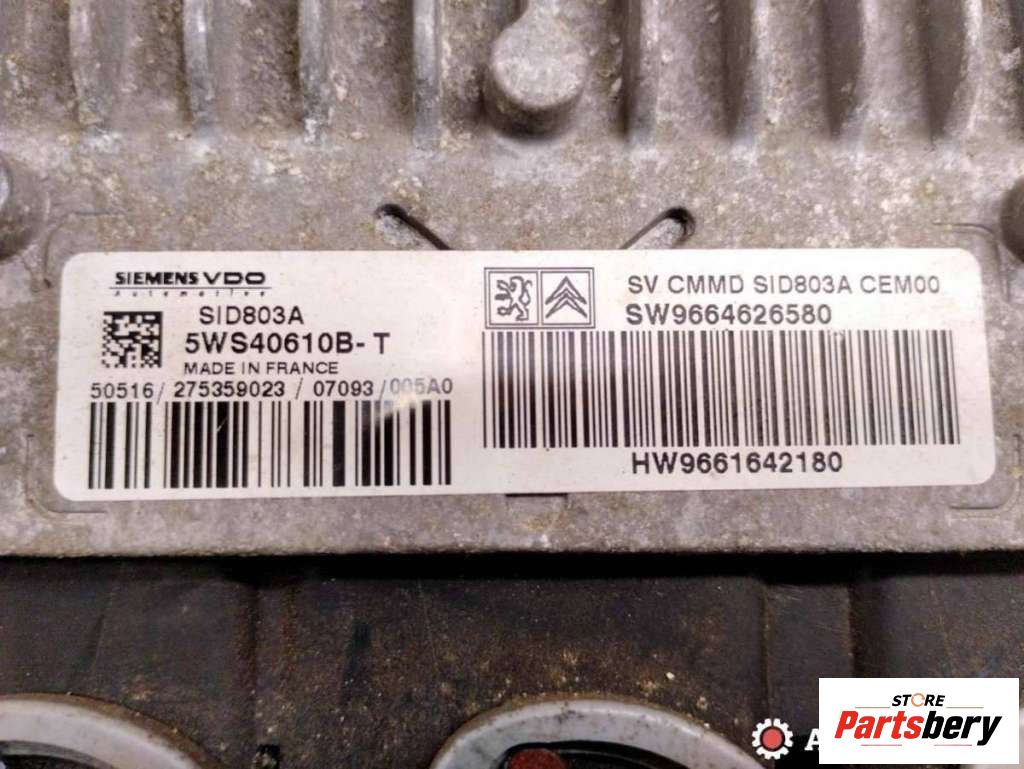 SIEMENS VDO
Automotive
SID803A
5WS40610B-T
MADE IN FRANCE
50516/275359023/07093/005A0
SV CMMD SID803A CEM00
SW9664626580
HW9661642180
STORE
Partsbery
A